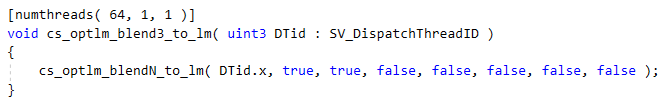 [numthreads( 64, 1, 1 )]
void cs_optlm_blend3_to_lm( uint3 DTid : SV_DispatchThreadID )
{
    cs_optlm_blendN_to_lm( DTid.x, true, true, false, false, false, false, false );
}